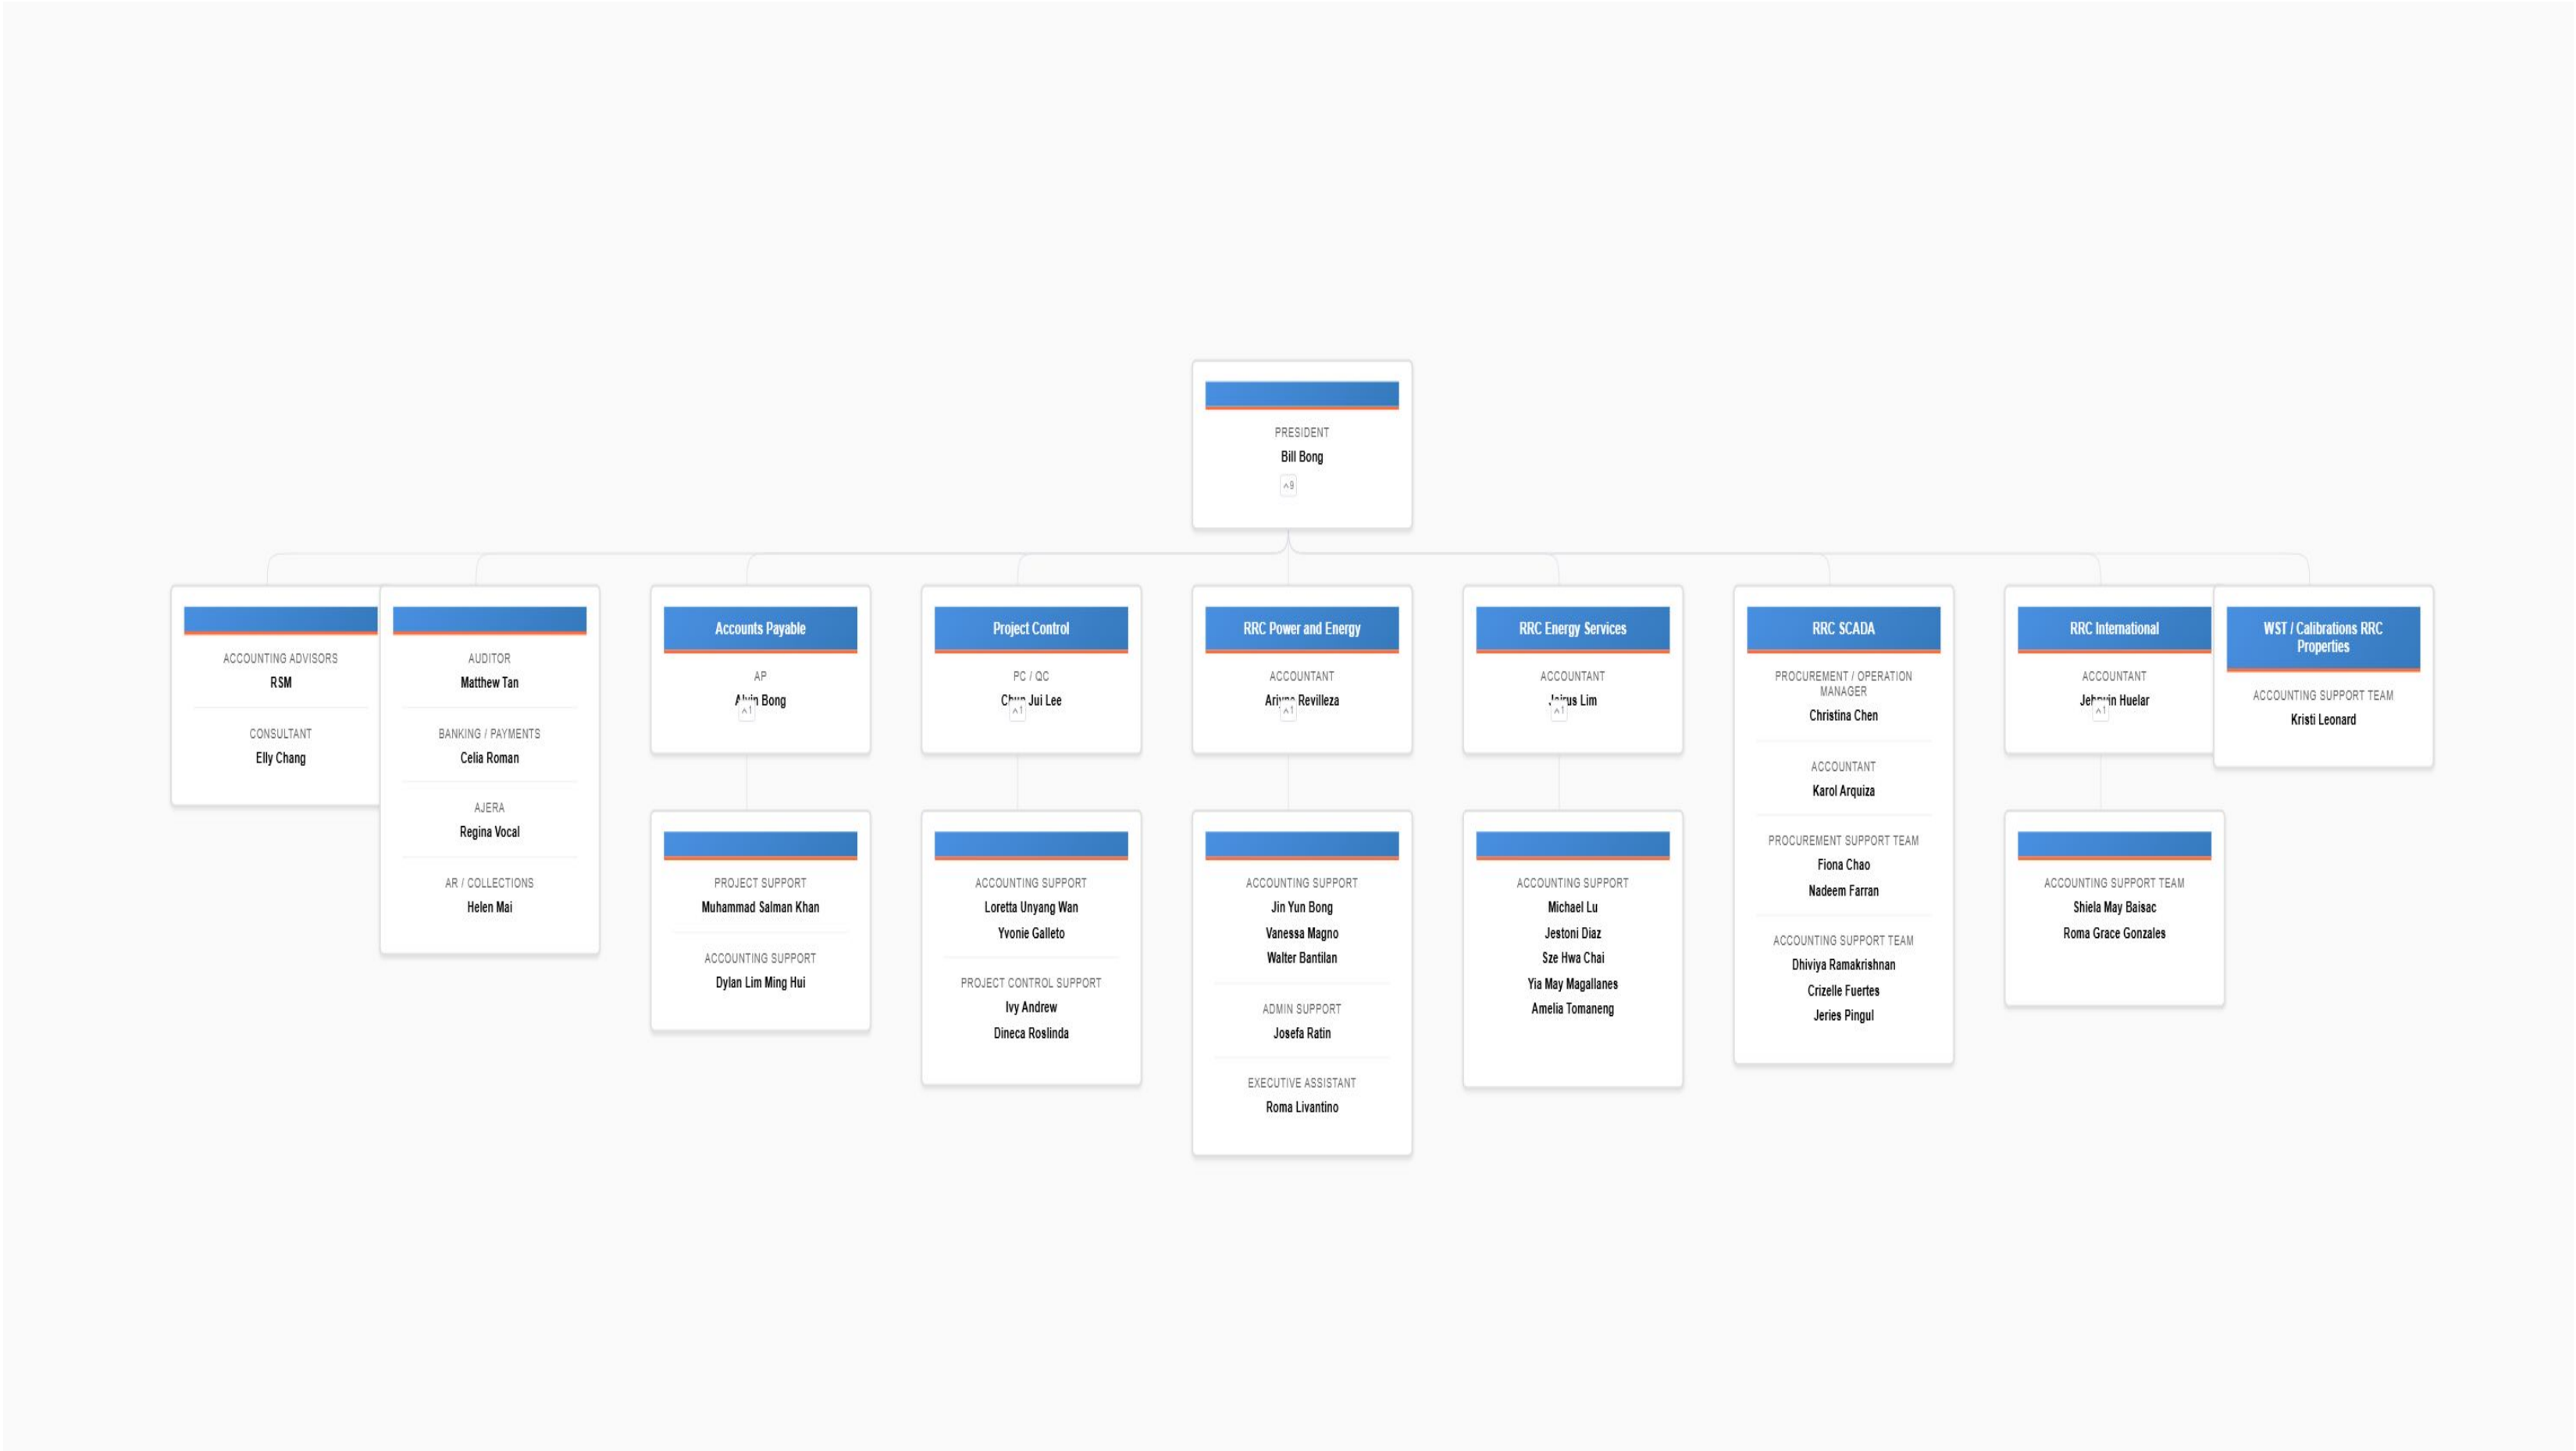 PRESIDENT
Bill Bong
^9
ACCOUNTING ADVISORS
RSM
CONSULTANT
Elly Chang
AUDITOR
Matthew Tan
BANKING / PAYMENTS
Celia Roman
AJERA
Regina Vocal
AR / COLLECTIONS
Helen Mai
Accounts Payable
AP
Alvin Bong
^1
PROJECT SUPPORT
Muhammad Salman Khan
ACCOUNTING SUPPORT
Dylan Lim Ming Hui
Project Control
PC / QC
Jui Lee
^1
ACCOUNTING SUPPORT
Loretta Unyang Wan
Yvonie Galleto
PROJECT CONTROL SUPPORT
Ivy Andrew
Dineca Roslinda
RRC Power and Energy
ACCOUNTANT
Revilleza
^1
ACCOUNTING SUPPORT
Jin Yun Bong
Vanessa Magno
Walter Bantilan
ADMIN SUPPORT
Josefa Ratin
EXECUTIVE ASSISTANT
Roma Livantino
RRC Energy Services
ACCOUNTANT
Lim
^1
ACCOUNTING SUPPORT
Michael Lu
Jestoni Diaz
Sze Hwa Chai
Yia May Magallanes
Amelia Tomaneng
RRC SCADA
PROCUREMENT / OPERATION
MANAGER
Christina Chen
ACCOUNTANT
Karol Arquiza
PROCUREMENT SUPPORT TEAM
Fiona Chao
Nadeem Farran
ACCOUNTING SUPPORT TEAM
Dhiviya Ramakrishnan
Crizelle Fuertes
Jeries Pingul
RRC International
ACCOUNTANT
Huelar
^1
ACCOUNTING SUPPORT TEAM
Shiela May Baisac
Roma Grace Gonzales
WST / Calibrations RRC
Properties
ACCOUNTING SUPPORT TEAM
Kristi Leonard